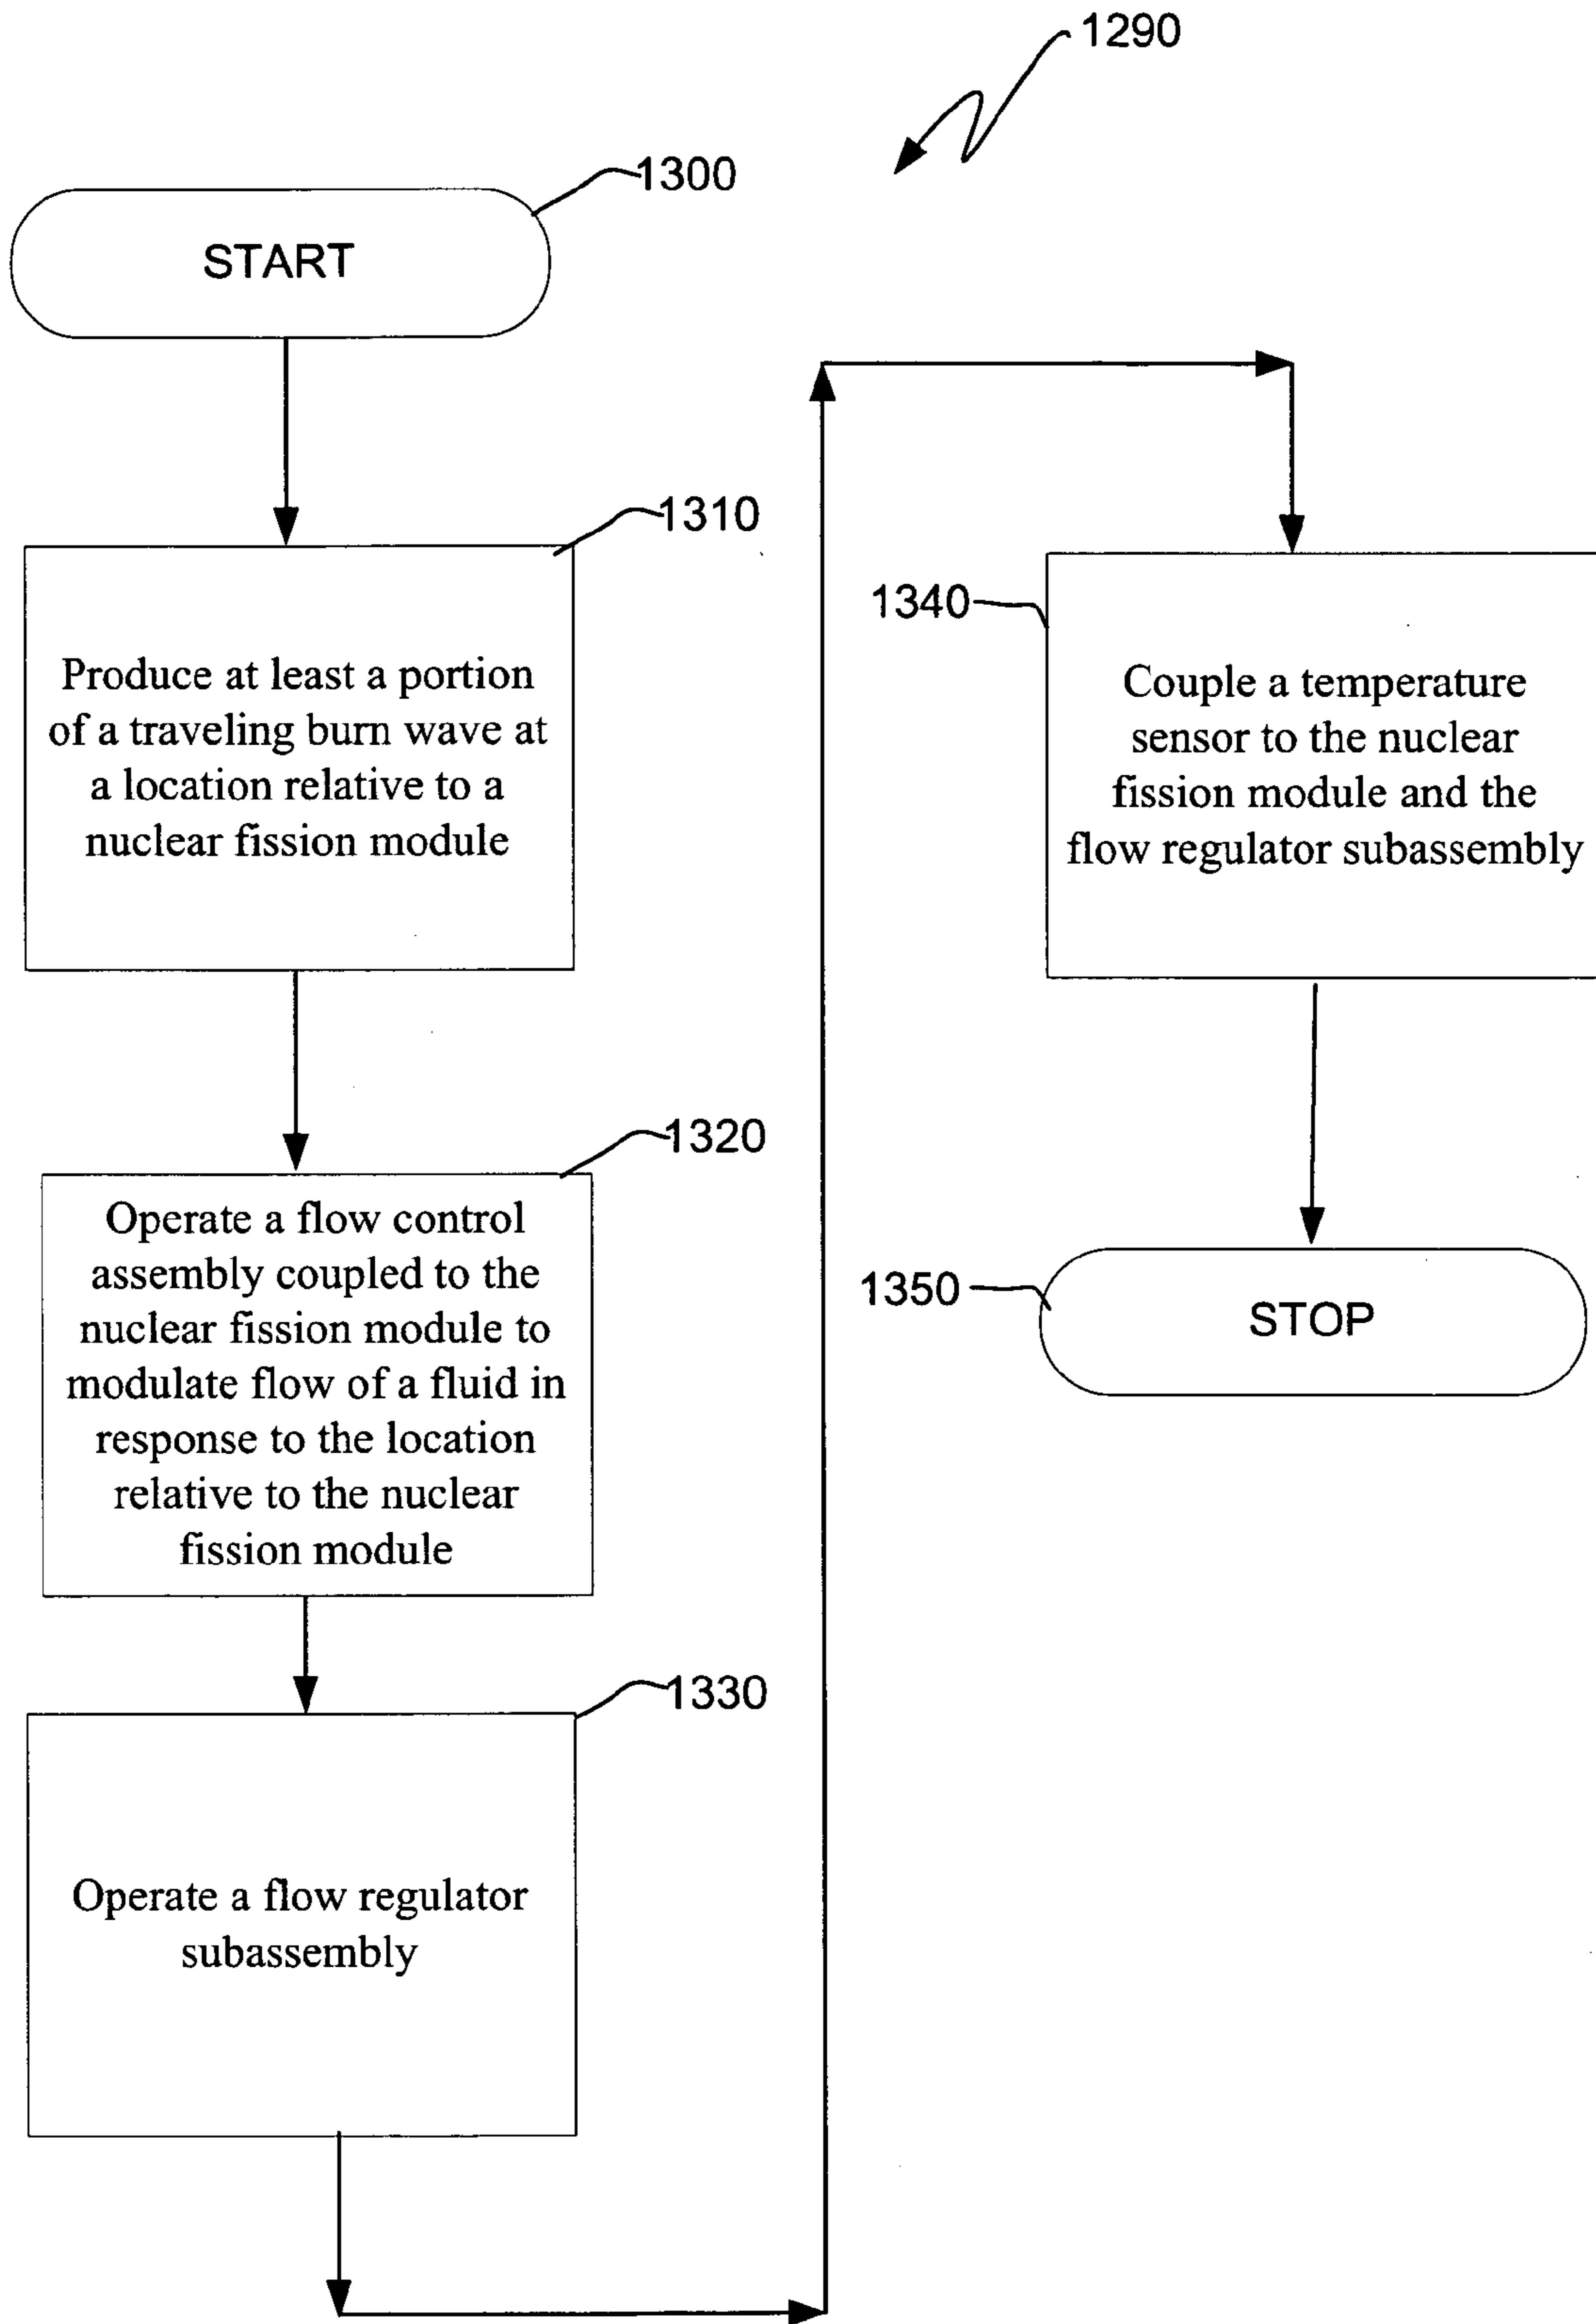 1290
1300
START
1310
Produce at least a portion
of a traveling burn wave at
a location relative to a
nuclear fission module
1320
Operate a flow control
assembly coupled to the
nuclear fission module to
modulate flow of a fluid in
response to the location
relative to the nuclear
fission module
1330
Operate a flow regulator
subassembly
1340
Couple a temperature
sensor to the nuclear
fission module and the
flow regulator subassembly
1350
STOP